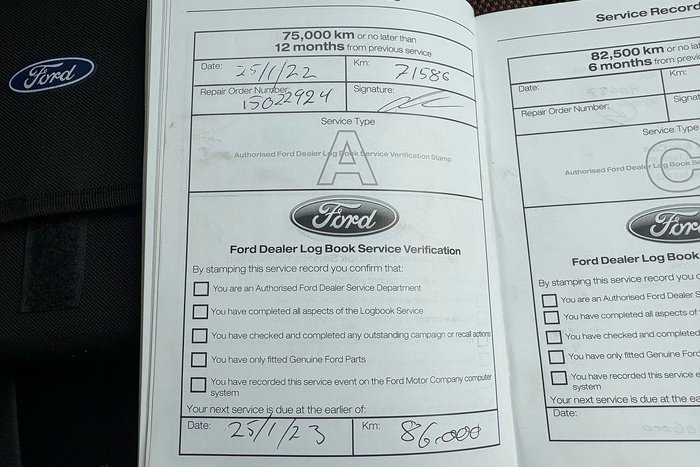 Ford
75,000 km or no later than
12 months from previous service
Date: 25/1/22 Km: 71586
Repair Order Number: 15022924 Signature:
Service Type
A
Authorised Ford Dealer Log Book Service Verification Stamp
Ford
Ford Dealer Log Book Service Verification
By stamping this service record you confirm that:
You are an Authorised Ford Dealer Service Department
You have completed all aspects of the Logbook Service
You have checked and completed any outstanding campaign or recall actions
You have only fitted Genuine Ford Parts
You have recorded this service event on the Ford Motor Company computer
system
Your next service is due at the earlier of:
Date: 25/1/23 Km: 86.000
Service Record
82,500 km or no la
6 months from previo
Date: Km:
Repair Order Number: Signat
Service Type
C
Authorised Ford Dealer Log Book Se
Ford
Ford Dealer Log Book
By stamping this service record you c
You are an Authorised Ford Dealer S
You have completed all aspects of
You have checked and completed
You have only fitted Genuine Ford
You have recorded this service e
system
Your next service is due at the ea
Date: